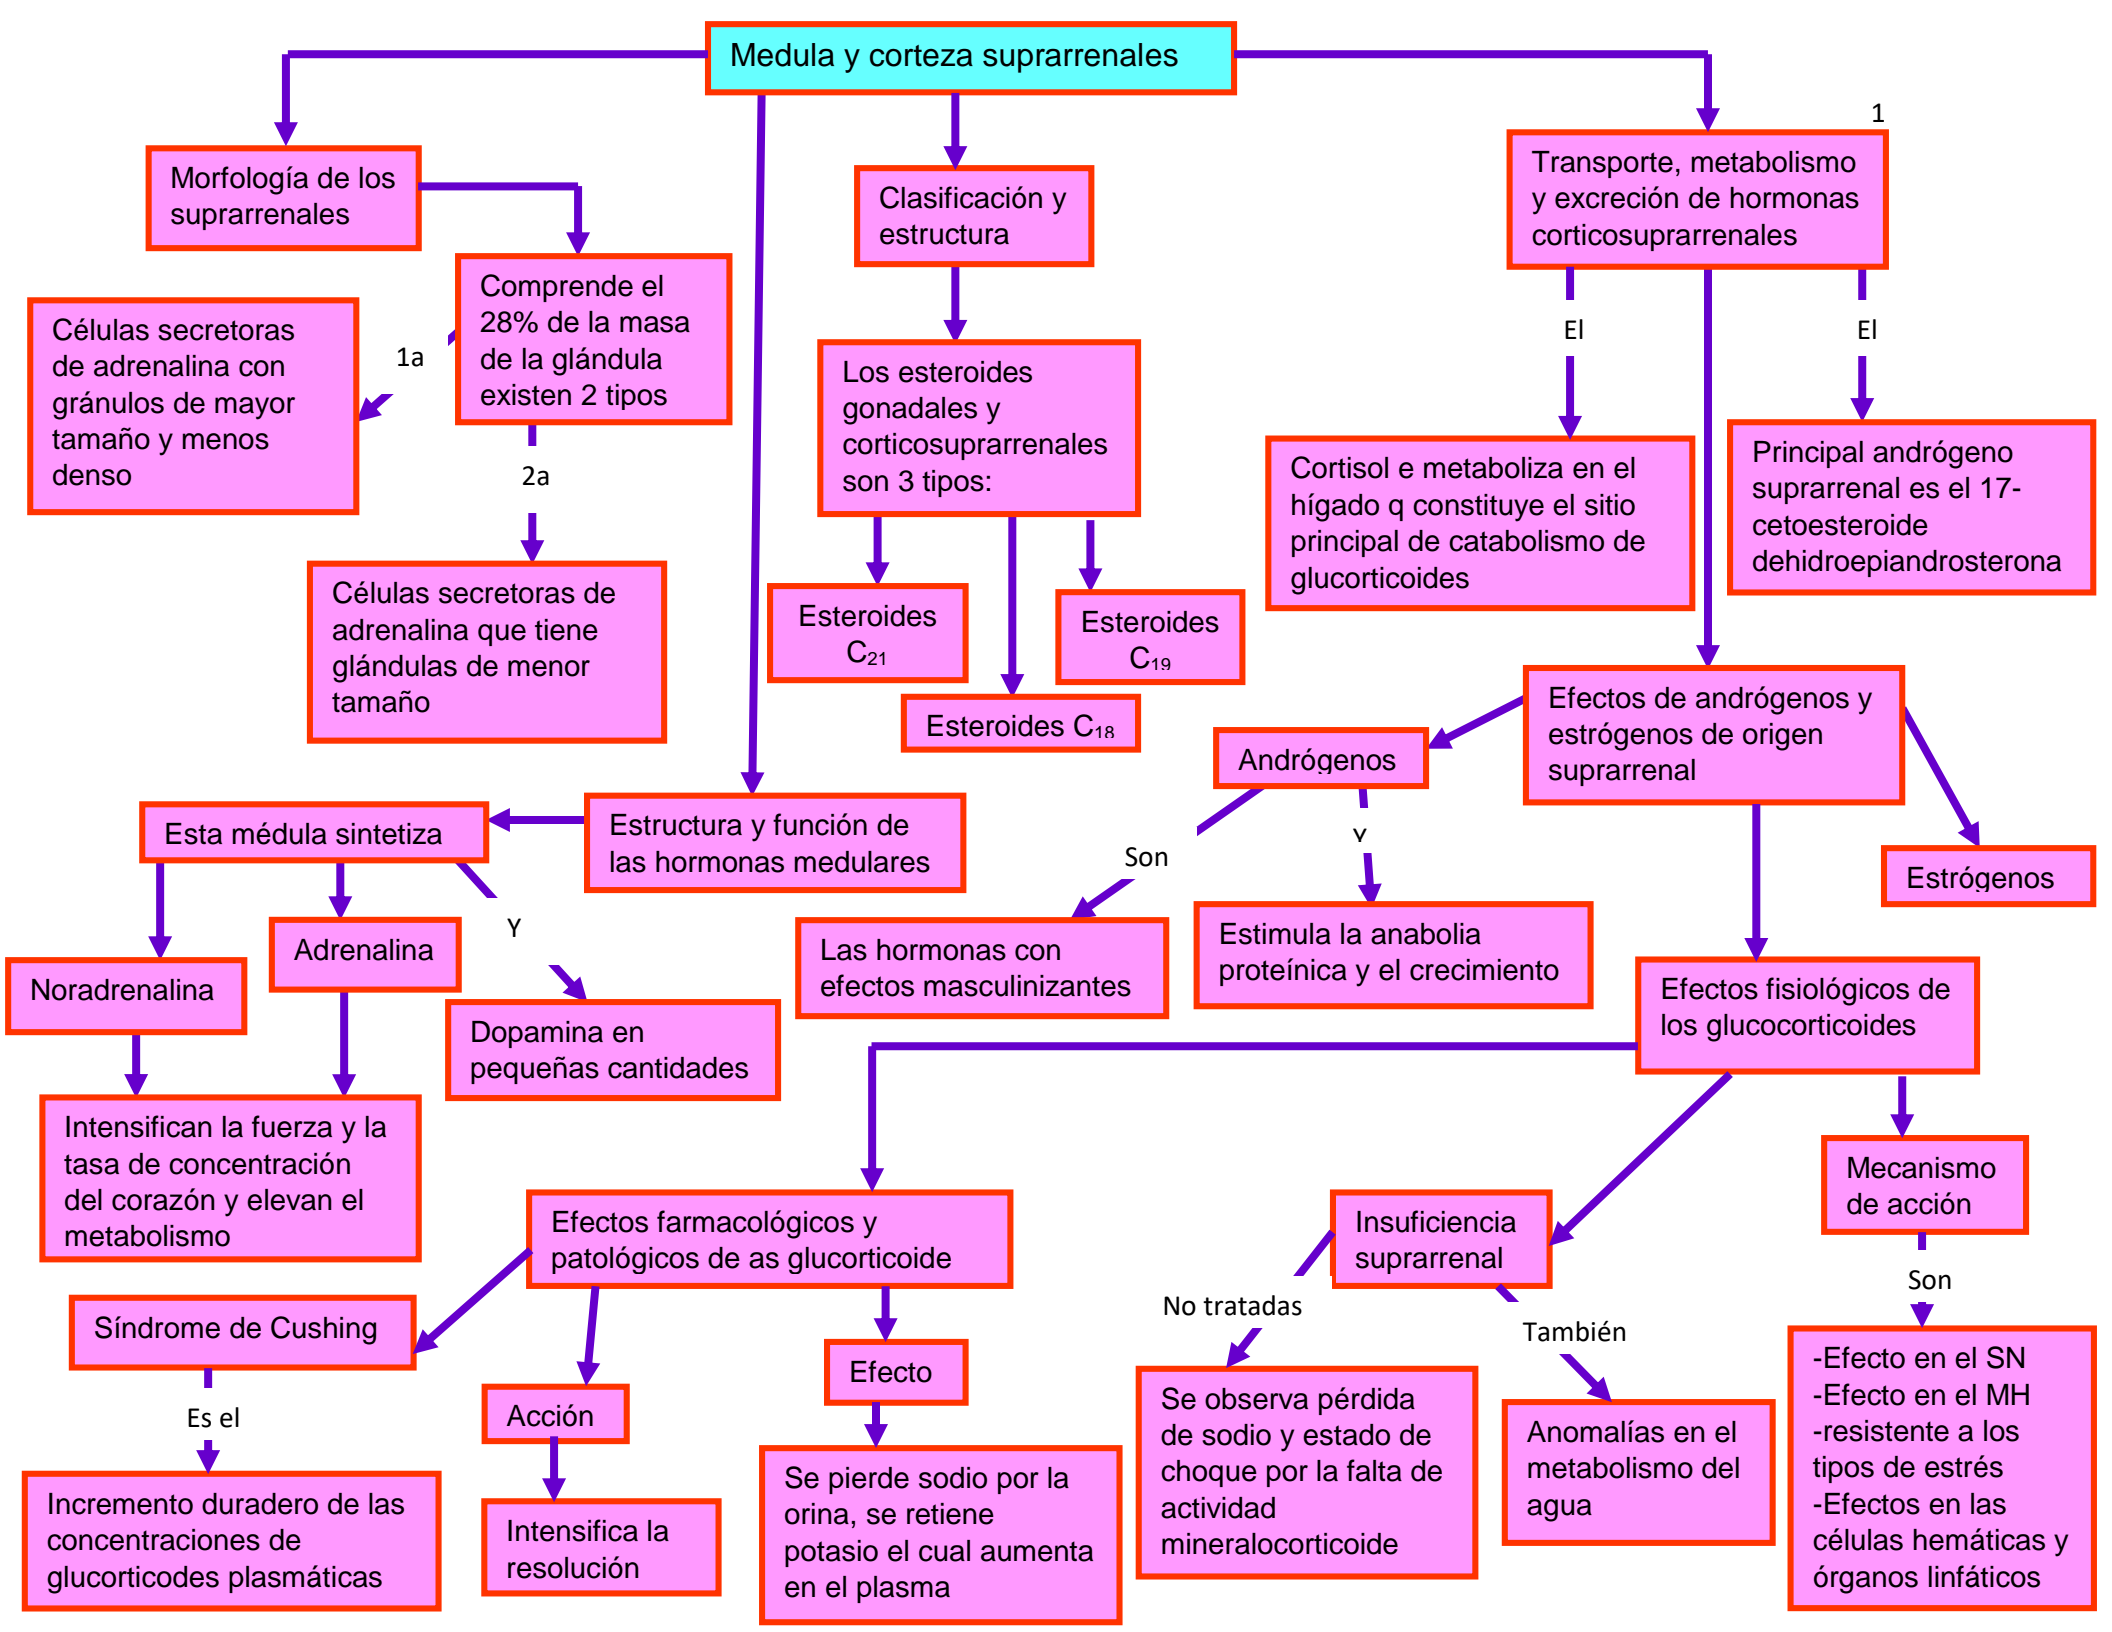 Medula y corteza suprarrenales
1
Morfología de los
suprarrenales
Clasificación y
estructura
Transporte, metabolismo
y excreción de hormonas
corticosuprarrenales
Comprende el
28% de la masa
de la glándula
existen 2 tipos
1a
Células secretoras
de adrenalina con
gránulos de mayor
tamaño y menos
denso
2a
Células secretoras de
adrenalina que tiene
glándulas de menor
tamaño
Los esteroides
gonadales y
corticosuprarrenales
son 3 tipos:
Esteroides
C21
Esteroides C18
Esteroides
C19
El
El
Cortisol e metaboliza en el
hígado q constituye el sitio
principal de catabolismo de
glucorticoides
Principal andrógeno
suprarrenal es el 17-
cetoesteroide
dehidroepiandrosterona
Efectos de andrógenos y
estrógenos de origen
suprarrenal
Andrógenos
Estrógenos
Son
Y
Las hormonas con
efectos masculinizantes
Estimula la anabolia
proteínica y el crecimiento
Estructura y función de
las hormonas medulares
Esta médula sintetiza
Noradrenalina
Adrenalina
Y
Dopamina en
pequeñas cantidades
Intensifican la fuerza y la
tasa de concentración
del corazón y elevan el
metabolismo
Efectos fisiológicos de
los glucocorticoides
Efectos farmacológicos y
patológicos de as glucorticoide
Insuficiencia
suprarrenal
Mecanismo
de acción
Síndrome de Cushing
Es el
Incremento duradero de las
concentraciones de
glucorticodes plasmáticas
Acción
Intensifica la
resolución
Efecto
Se pierde sodio por la
orina, se retiene
potasio el cual aumenta
en el plasma
No tratadas
Se observa pérdida
de sodio y estado de
choque por la falta de
actividad
mineralocorticoide
También
Anomalías en el
metabolismo del
agua
Son
-Efecto en el SN
-Efecto en el MH
-resistente a los
tipos de estrés
-Efectos en las
células hemáticas y
órganos linfáticos